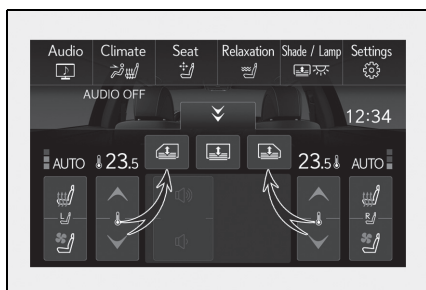 Audio Climate Seat Relaxation Shade / Lamp Settings
AUDIO OFF
12:34
AUTO 23.5 23.5 AUTO
L R